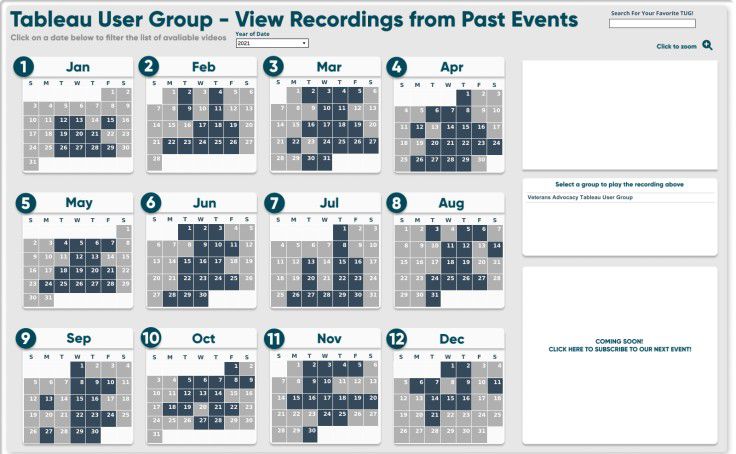 Tableau User Group - View Recordings from Past Events
Search For Your Favorite TUG!
Click on a date below to filter the list of available videos
Year of Date
2021
Click to zoom
1 Jan
S M T W T F S
1 2
3 4 5 6 7 8 9
10 11 12 13 14 15 16
17 18 19 20 21 22 23
24 25 26 27 28 29 30
31
2 Feb
S M T W T F S
1 2 3 4 5 6
7 8 9 10 11 12 13
14 15 16 17 18 19 20
21 22 23 24 25 26 27
28
3 Mar
S M T W T F S
1 2 3 4 5 6
7 8 9 10 11 12 13
14 15 16 17 18 19 20
21 22 23 24 25 26 27
28 29 30 31
4 Apr
S M T W T F S
1 2 3
4 5 6 7 8 9 10
11 12 13 14 15 16 17
18 19 20 21 22 23 24
25 26 27 28 29 30
Select a group to play the recording above
Veterans Advocacy Tableau User Group
5 May
S M T W T F S
1
2 3 4 5 6 7 8
9 10 11 12 13 14 15
16 17 18 19 20 21 22
23 24 25 26 27 28 29
30 31
6 Jun
S M T W T F S
1 2 3 4 5
6 7 8 9 10 11 12
13 14 15 16 17 18 19
20 21 22 23 24 25 26
27 28 29 30
7 Jul
S M T W T F S
1 2 3
4 5 6 7 8 9 10
11 12 13 14 15 16 17
18 19 20 21 22 23 24
25 26 27 28 29 30 31
8 Aug
S M T W T F S
1 2 3 4 5 6 7
8 9 10 11 12 13 14
15 16 17 18 19 20 21
22 23 24 25 26 27 28
29 30 31
COMING SOON!
CLICK HERE TO SUBSCRIBE TO OUR NEXT EVENT!
9 Sep
S M T W T F S
1 2 3 4
5 6 7 8 9 10 11
12 13 14 15 16 17 18
19 20 21 22 23 24 25
26 27 28 29 30
10 Oct
S M T W T F S
1 2
3 4 5 6 7 8 9
10 11 12 13 14 15 16
17 18 19 20 21 22 23
24 25 26 27 28 29 30
31
11 Nov
S M T W T F S
1 2 3 4 5 6
7 8 9 10 11 12 13
14 15 16 17 18 19 20
21 22 23 24 25 26 27
28 29 30
12 Dec
S M T W T F S
1 2 3 4
5 6 7 8 9 10 11
12 13 14 15 16 17 18
19 20 21 22 23 24 25
26 27 28 29 30 31